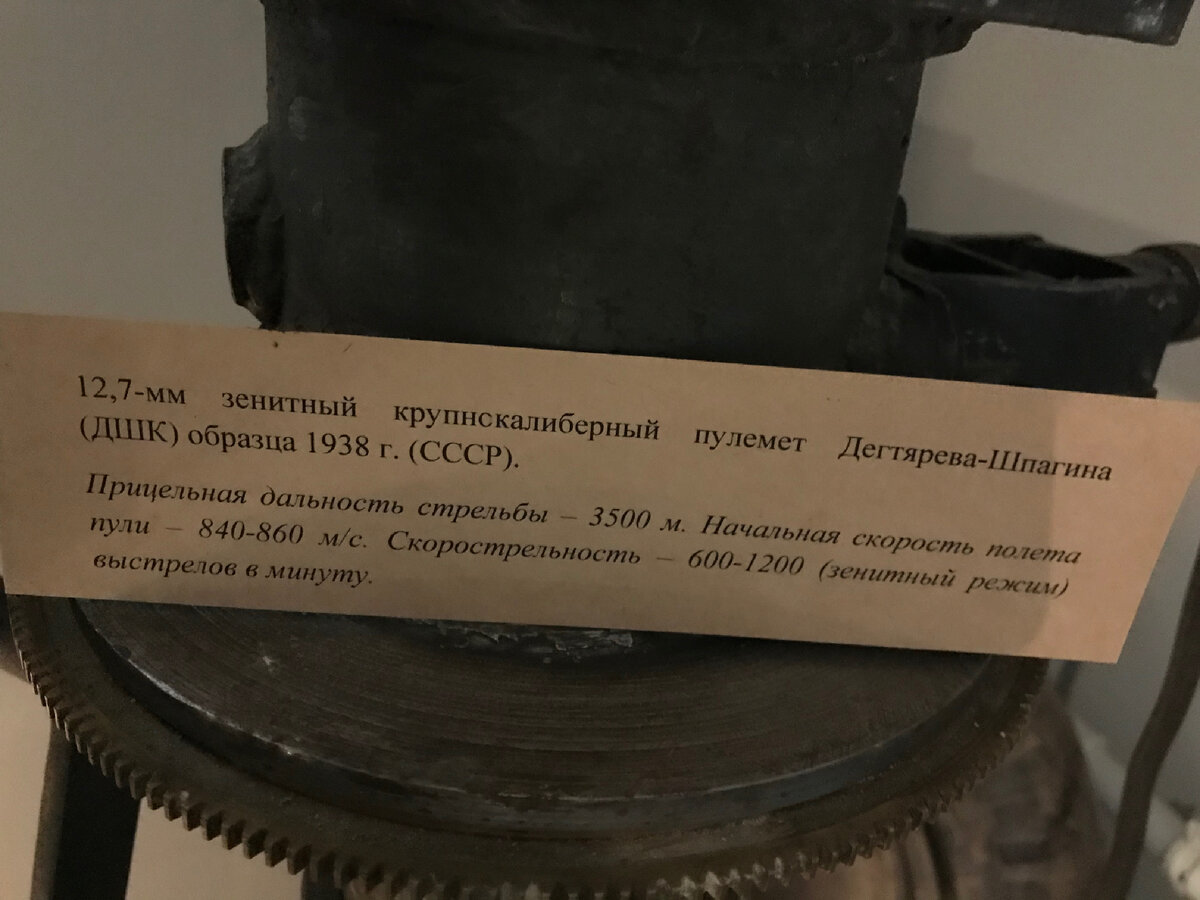 12,7-мм зенитный крупнскалиберный пулемет Дегтярева-Шпагина
(ДШК) образца 1938 г. (СССР).
Прицельная дальность стрельбы – 3500 м. Начальная скорость полета
пули – 840-860 м/с. Скорострельность – 600-1200 (зенитный режим)
выстрелов в минуту.